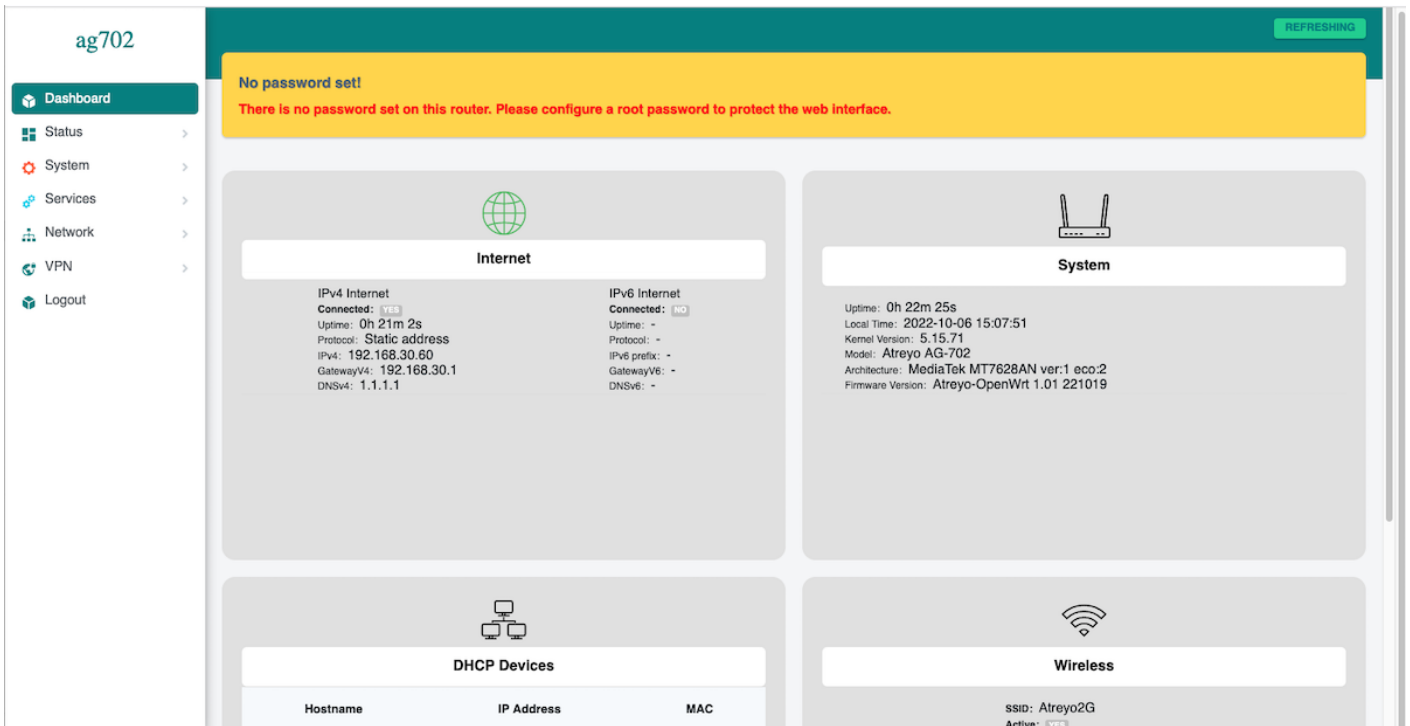 ag702
REFRESHING
No password set!
There is no password set on this router. Please configure a root password to protect the web interface.
Dashboard
Status
System
Services
Network
VPN
Logout
Internet
IPv4 Internet
Connected: YES
Uptime: 0h 21m 2s
Protocol: Static address
IPv4: 192.168.30.60
GatewayV4: 192.168.30.1
DNSv4: 1.1.1.1
IPv6 Internet
Connected: NO
Uptime: -
Protocol: -
IPv6 prefix: -
GatewayV6: -
DNSv6: -
System
Uptime: 0h 22m 25s
Local Time: 2022-10-06 15:07:51
Kernel Version: 5.15.71
Model: Atreyo AG-702
Architecture: MediaTek MT7628AN ver:1 eco:2
Firmware Version: Atreyo-OpenWrt 1.01 221019
DHCP Devices
Hostname IP Address MAC
Wireless
SSID: Atreyo2G
Active: YES